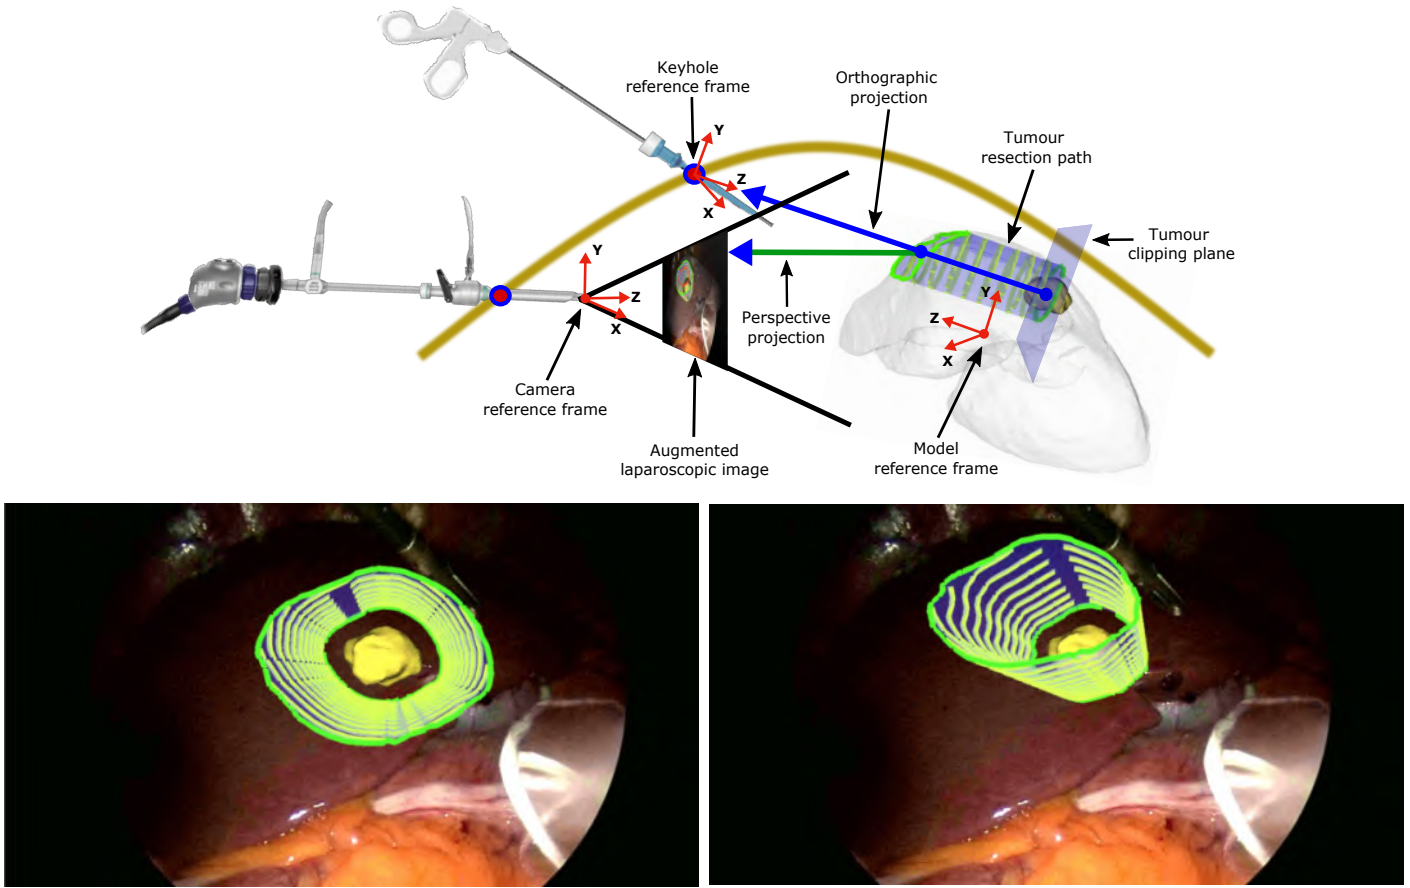 Keyhole
reference frame
Orthographic
projection
Tumour
resection path
Y
Z
X
Tumour
clipping plane
Y
Z
X
Perspective
projection
Y
Z
X
Camera
reference frame
Augmented
laparoscopic image
Model
reference frame